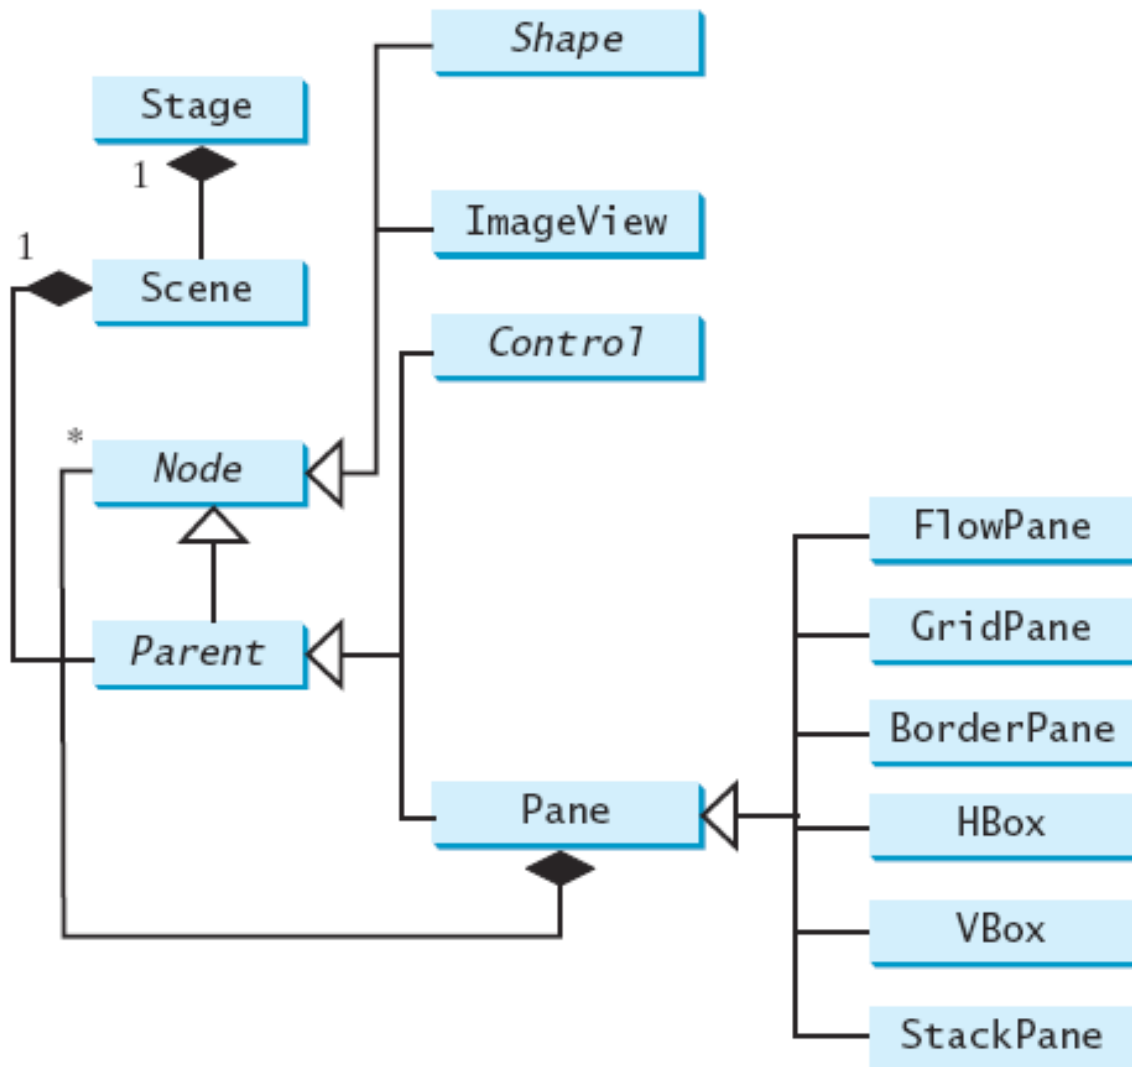 Shape
Stage
1
ImageView
1
Scene
Control
*
Node
FlowPane
GridPane
Parent
BorderPane
Pane
HBox
VBox
StackPane